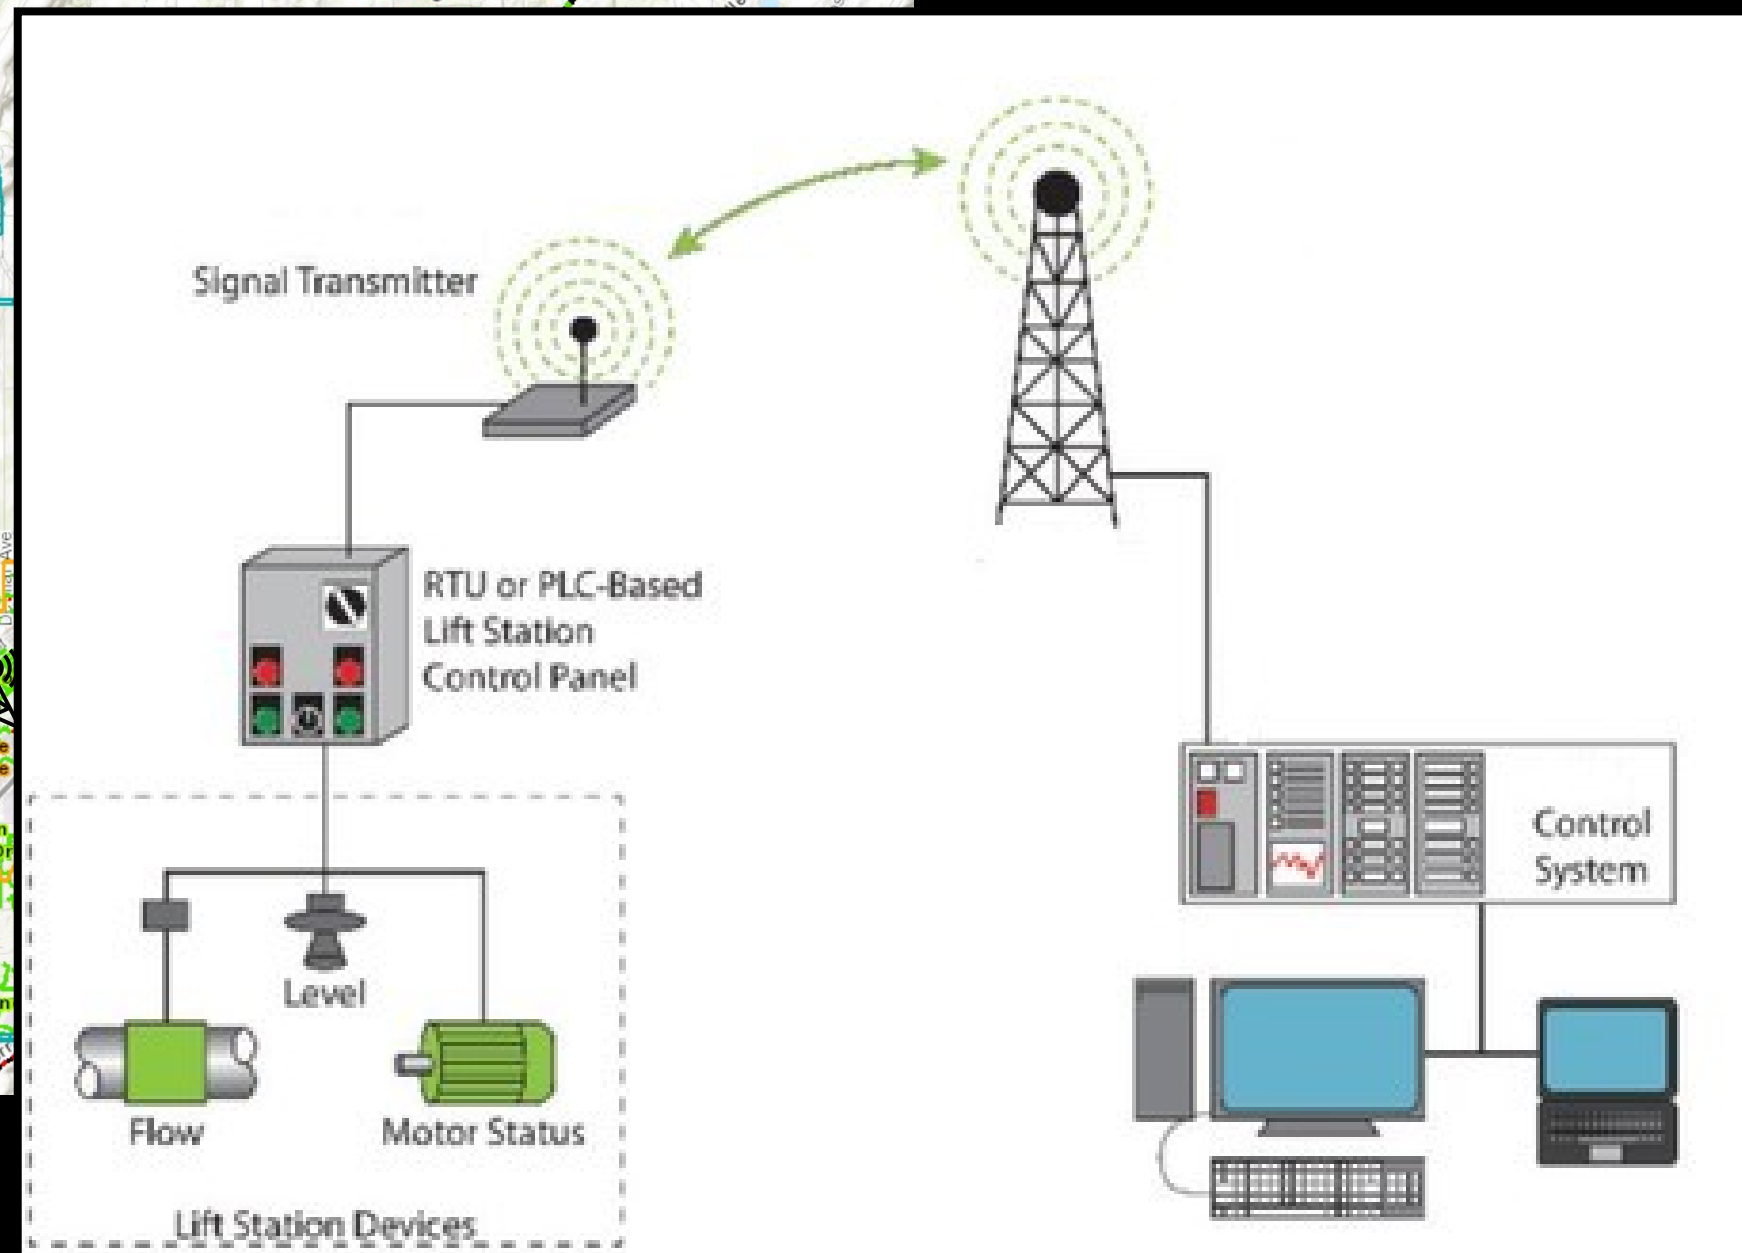 Signal Transmitter
RTU or PLC-Based
Lift Station
Control Panel
Control
System
Level
Flow
Motor Status
Lift Station Devices